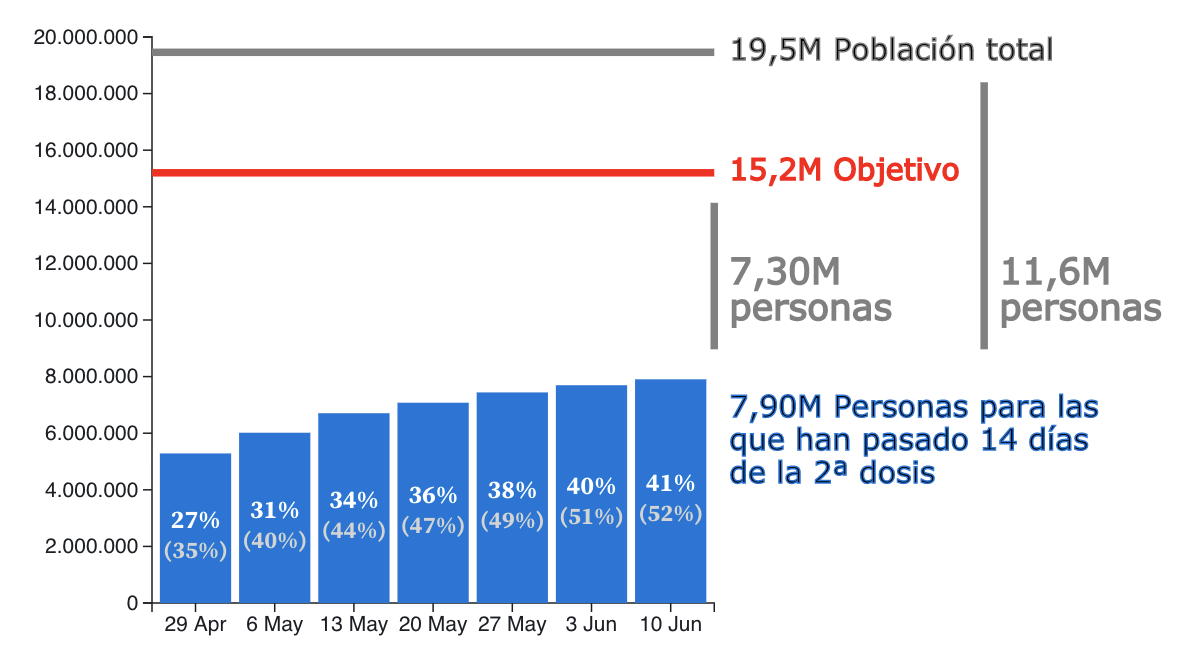 20.000.000
18.000.000
16.000.000
14.000.000
12.000.000
10.000.000
8.000.000
6.000.000
4.000.000
2.000.000
0
19,5M Población total
15,2M Objetivo
7,30M
personas
11,6M
personas
7,90M Personas para las
que han pasado 14 días
de la 2ª dosis
27%
(35%)
31%
(40%)
34%
(44%)
36%
(47%)
38%
(49%)
40%
(51%)
41%
(52%)
29 Apr
6 May
13 May
20 May
27 May
3 Jun
10 Jun